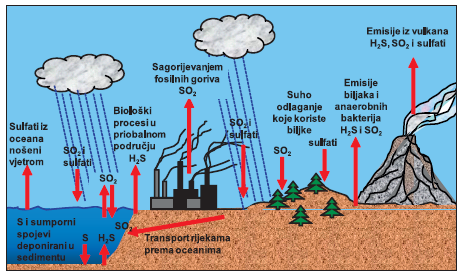 Emisije iz vulkana
H₂S, SO₂ i sulfati
Sagorijevanjem
fosilnih goriva
SO₂
Sulfati iz
oceana
nošeni
vjetrom
SO₂ i
sulfati
SO₂
Biološki
procesi u
priobalnom
području
H₂S
SO₂ i
sulfati
Suho
odlaganje
koje koriste
biljke
SO₂
sulfati
Emisije
biljaka i
anaerobnih
bakterija
H₂S i SO₂
S i sumporni
spojevi
deponirani u
sedimentu
S
H₂S
SO₂
Transport rijekama
prema oceanima